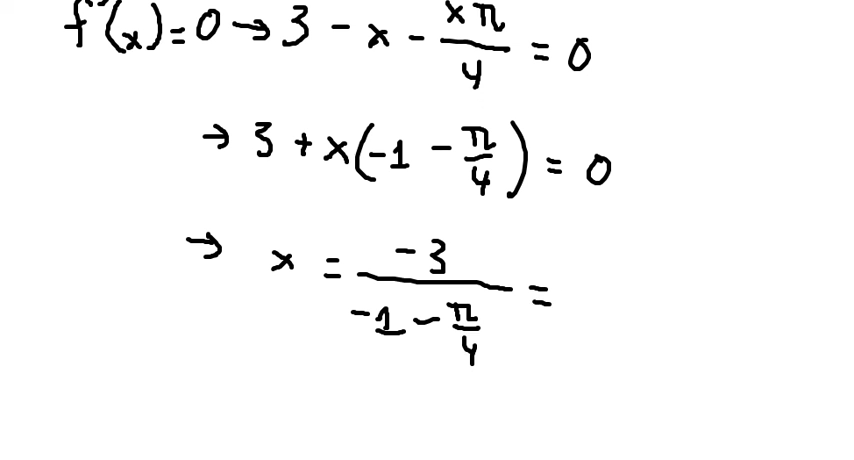 f'(x)=0 → 3 - x - xπ/4 = 0
→ 3 + x(-1 - π/4) = 0
→ x = -3/(-1 - π/4) =